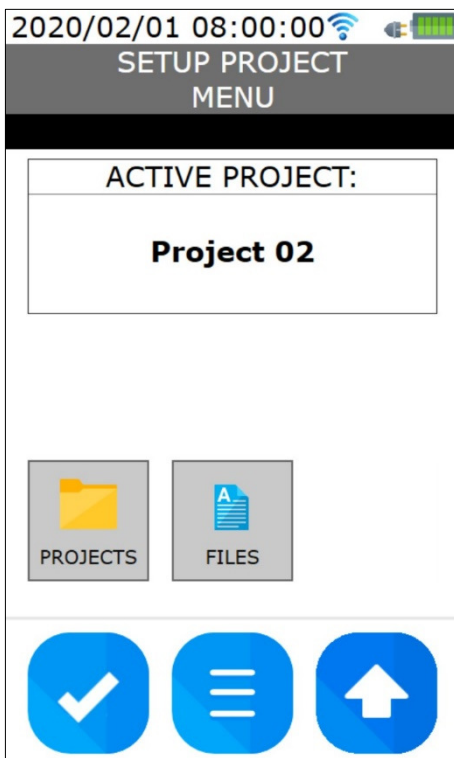 2020/02/01 08:00:00
SETUP PROJECT
MENU
ACTIVE PROJECT:
Project 02
PROJECTS
FILES